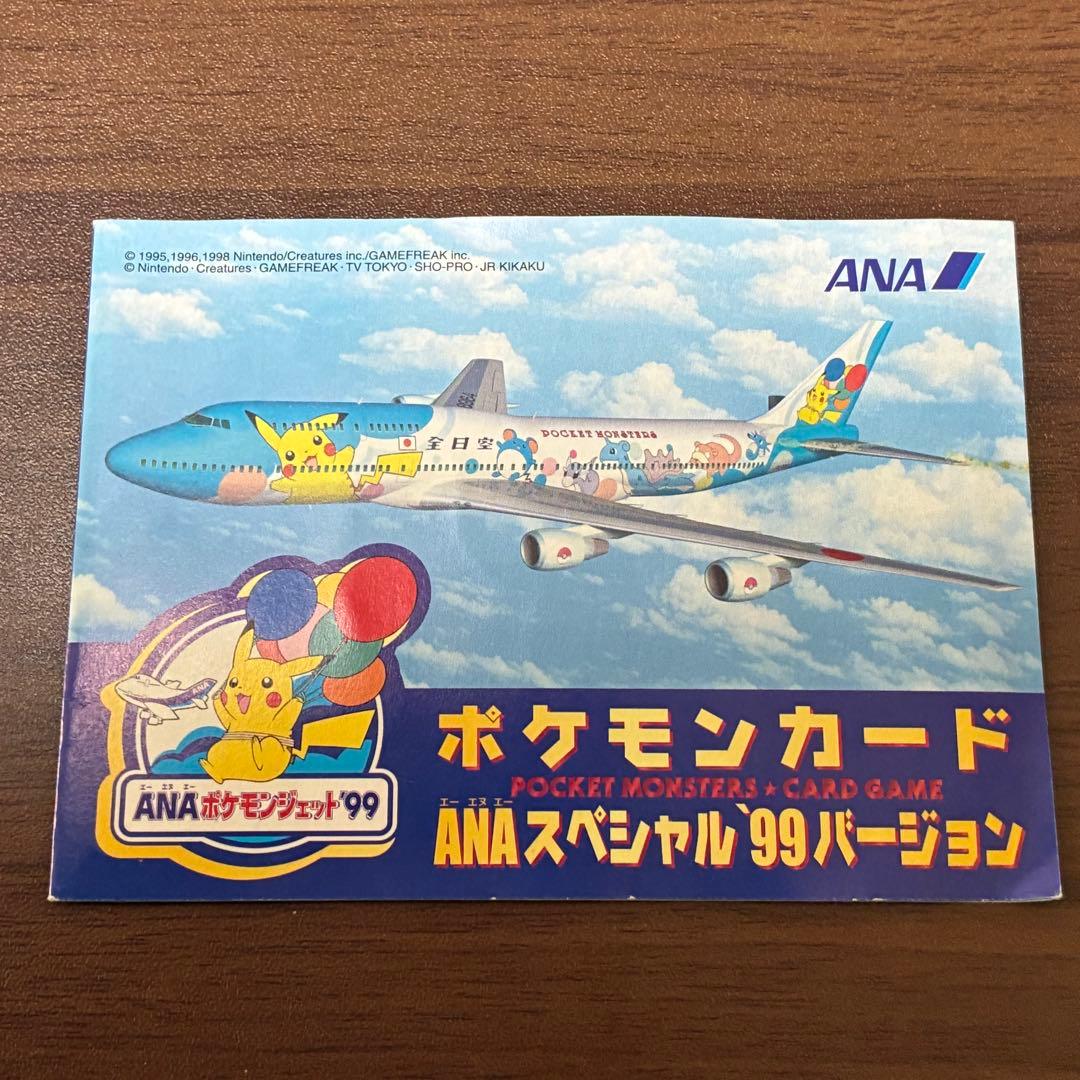 © 1995,1996,1998 Nintendo/Creatures inc./GAMEFREAK inc.
© Nintendo・Creatures・GAMEFREAK・TV TOKYO・SHO-PRO・JR KIKAKU
ANA
全日空
POCKET MONSTERS
ANA
エー エヌ エー
ANAポケモンジェット'99
ポケモンカード
POCKET MONSTERS★CARD GAME
エー エヌ エー
ANAスペシャル'99バージョン